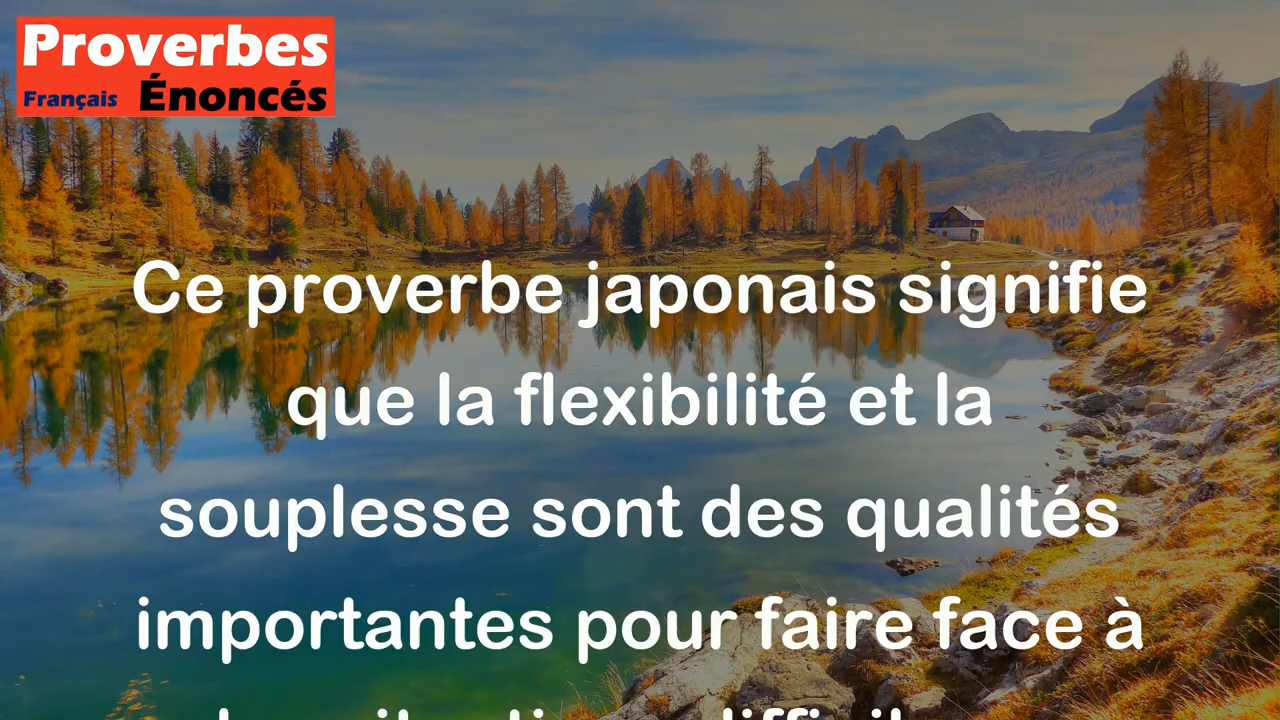 Proverbes
Français Énoncés
Ce proverbe japonais signifie
que la flexibilité et la
souplesse sont des qualités
importantes pour faire face à